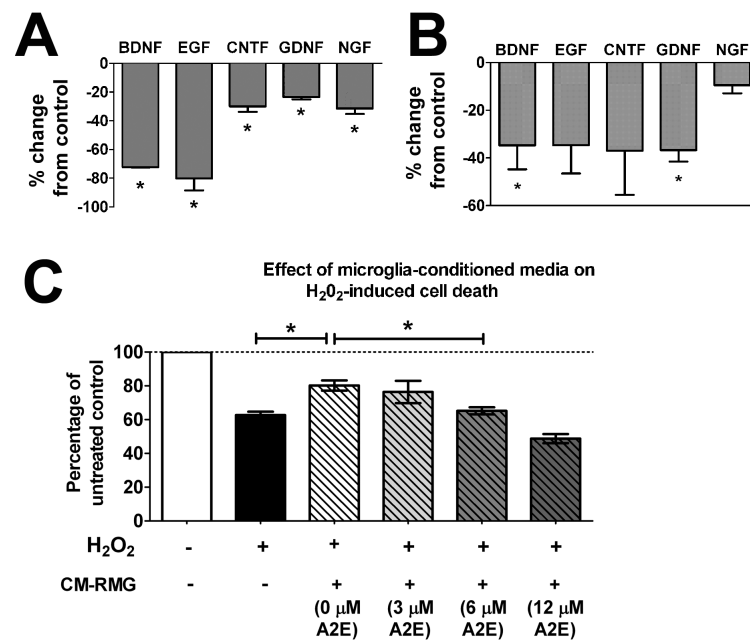 A
BDNF EGF CNTF GDNF NGF
0
-20
-40
-60
-80
-100
% change
from control
* * * * *
B
BDNF EGF CNTF GDNF NGF
0
-20
-40
-60
% change
from control
* *
C
Effect of microglia-conditioned media on
H₂0₂-induced cell death
* *
100
80
60
40
20
0
Percentage of
untreated control
H₂O₂ - + + + + +
CM-RMG - - + + + +
(0 µM (3 µM (6 µM (12 µM
A2E) A2E) A2E) A2E)